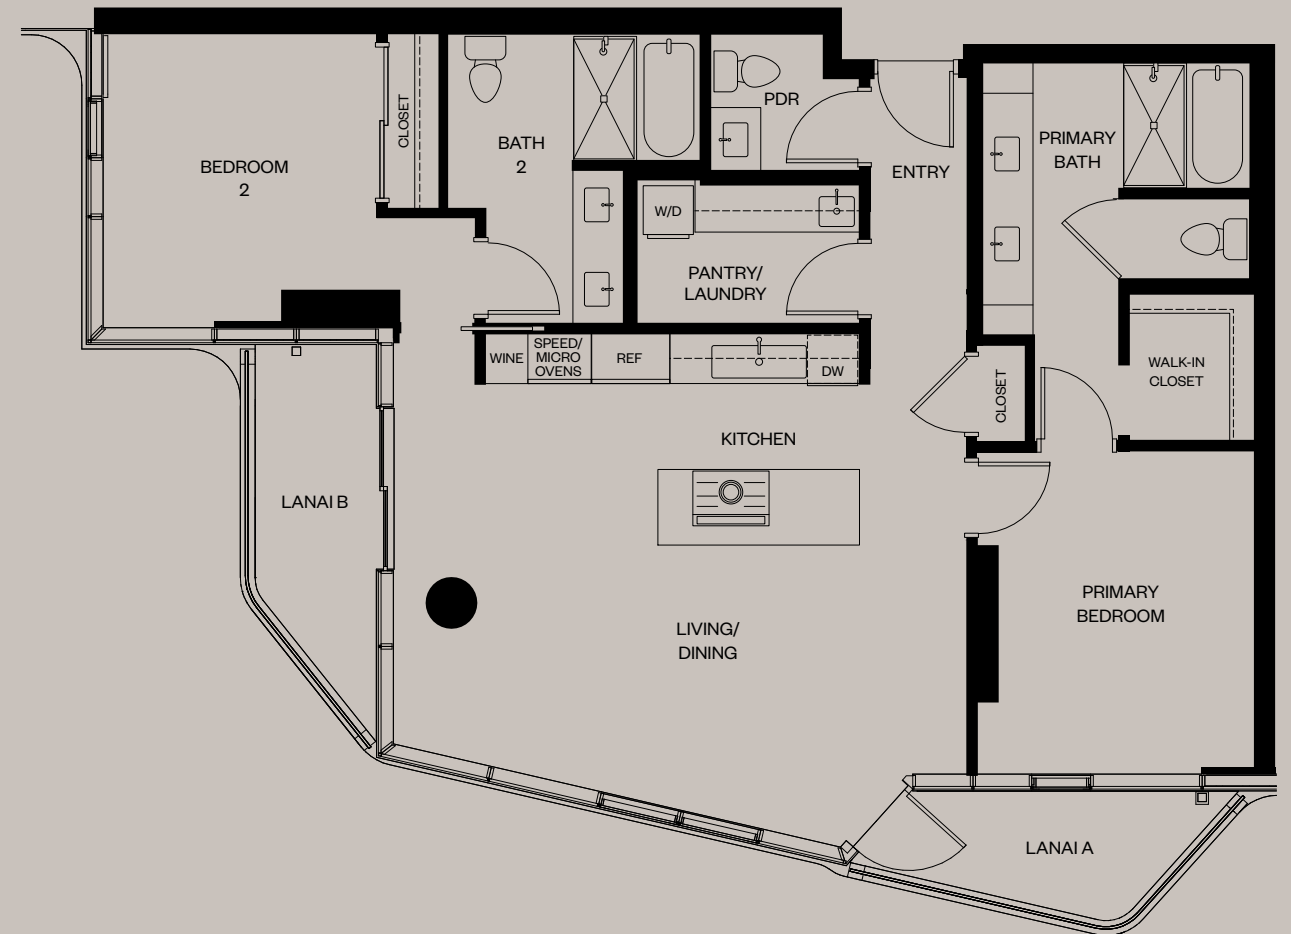 PDR
CLOSET
BATH
2
PRIMARY
BATH
BEDROOM
2
ENTRY
W/D
PANTRY/
LAUNDRY
WINE
SPEED/
MICRO
OVENS
REF
DW
WALK-IN
CLOSET
CLOSET
KITCHEN
LANAI B
PRIMARY
BEDROOM
LIVING/
DINING
LANAI A